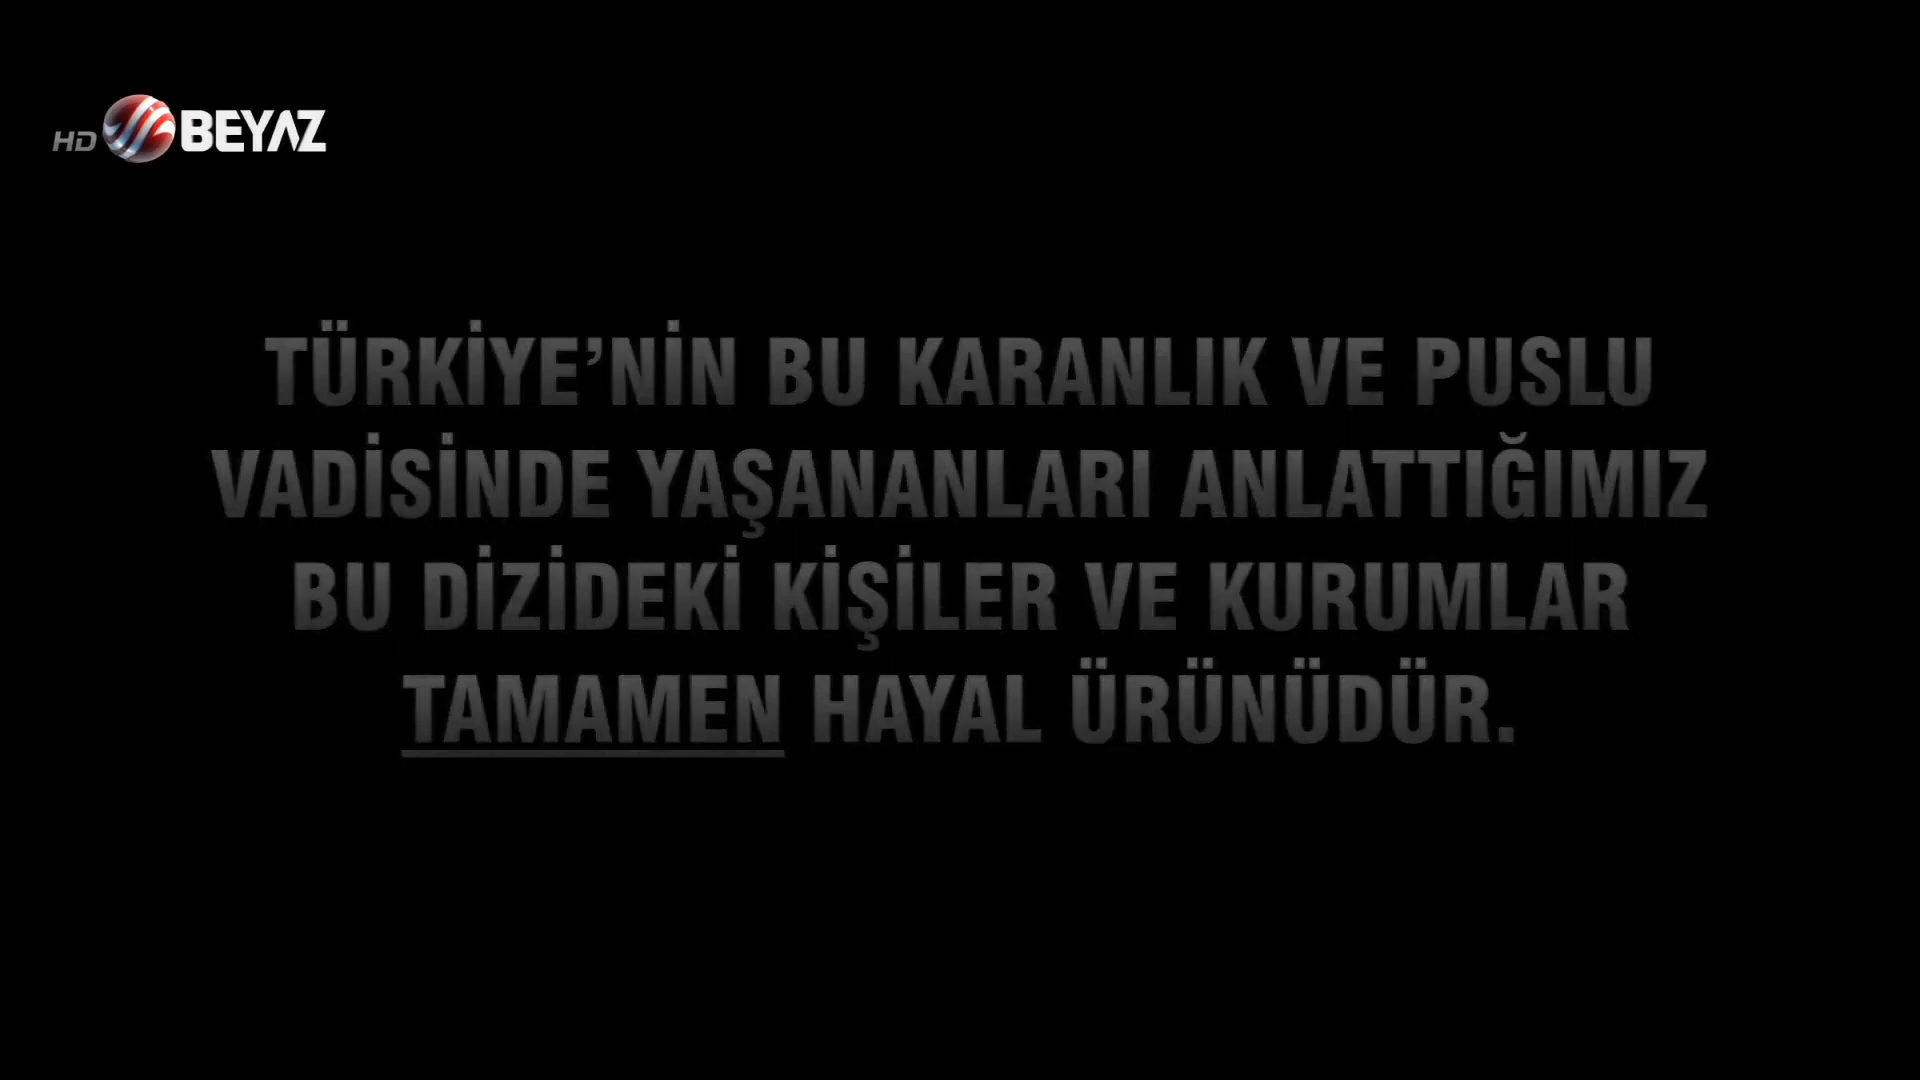 HD BEYAZ
TÜRKİYE’NİN BU KARANLIK VE PUSLU
VADİSİNDE YAŞANANLARI ANLATTIĞIMIZ
BU DİZİDEKİ KİŞİLER VE KURUMLAR
TAMAMEN HAYAL ÜRÜNÜDÜR.